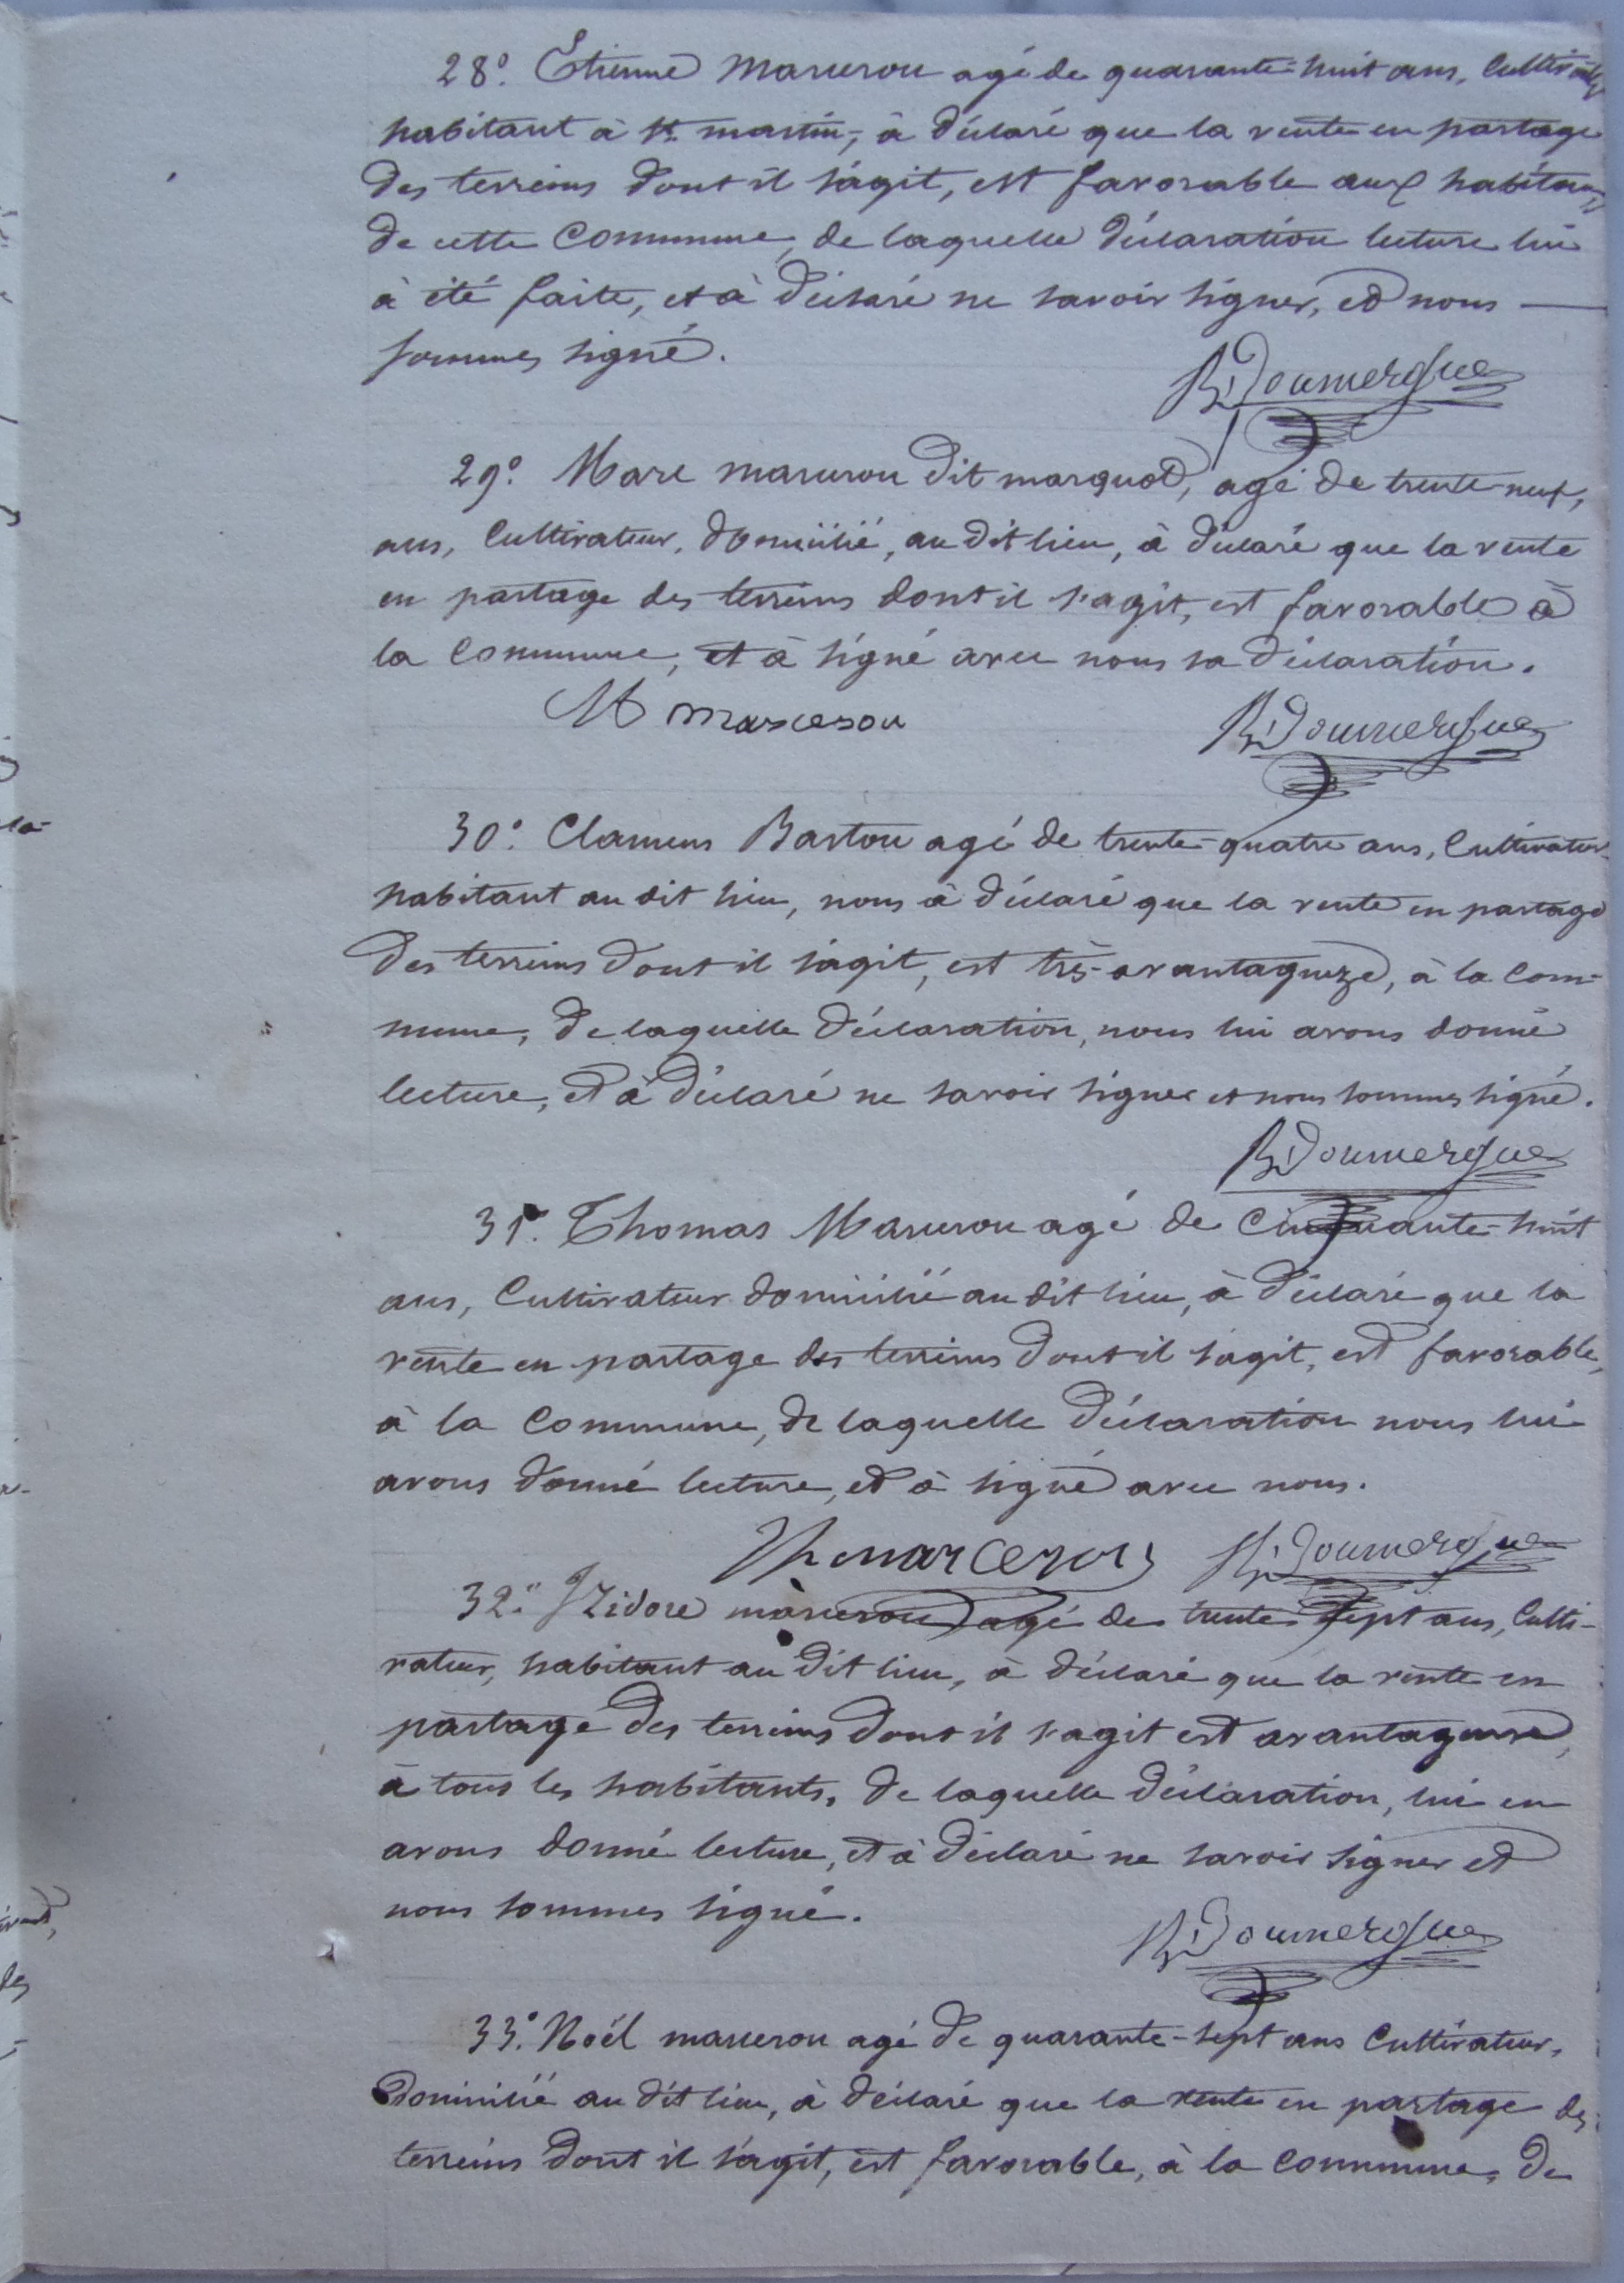 28.° Etienne Marcerou agé de quarante-huit ans, Cultivateur
habitant à St. martin, à déclaré que la vente en partage
des terreins dont il s'agit, est favorable aux habitans
de cette Commune, de laquelle déclaration lecture lui
à été faite, et à déclaré ne savoir signer, et nous —
sommes signé.
R. Doumergue
29.° Marc marcerou dit marquet, agé de trente-neuf,
ans, Cultivateur, domicilié, au dit lieu, à déclaré que la vente
en partage des terreins dont il s'agit, est favorable à
la Commune, et à signé avec nous sa déclaration.
M marcerou R. Doumergue
30.° Clamens Bartou agé de trente-quatre ans, Cultivateur
habitant au dit lieu, nous à déclaré que la vente en partage
des terreins dont il s'agit, est très-avantageuze, à la Com-
mune, de laquelle déclaration, nous lui avons donné
lecture, et à déclaré ne savoir signer et nous sommes signé.
R. Doumergue
31.° Thomas Marcerou agé de Cinquante-huit
ans, Cultivateur domicilié au dit lieu, à déclaré que la
vente en partage des terreins dont il s'agit, est favorable,
à la Commune, de laquelle déclaration nous lui
avons donné lecture, et à signé avec nous.
Th marcerou R. Doumergue
32.° Izidore marcerou agé de trente-sept ans, Culti-
vateur, habitant au dit lieu, à déclaré que la vente en
partage des terreins dont il s'agit est avantageuse,
à tous les habitants, de laquelle déclaration, lui en
avons donné lecture, et à déclaré ne savoir signer et
nous sommes signé.
R. Doumergue
33.° Noël marcerou agé de quarante-sept ans Cultivateur,
Domicilié au dit lieu, à déclaré que la vente en partage des
terreins dont il s'agit, est favorable, à la Commune, de